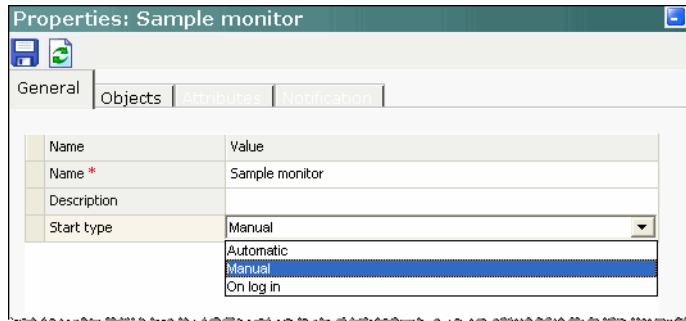 Properties: Sample monitor
General Objects Attributes Notification
Name Value
Name * Sample monitor
Description
Start type Manual
Automatic
Manual
On log in